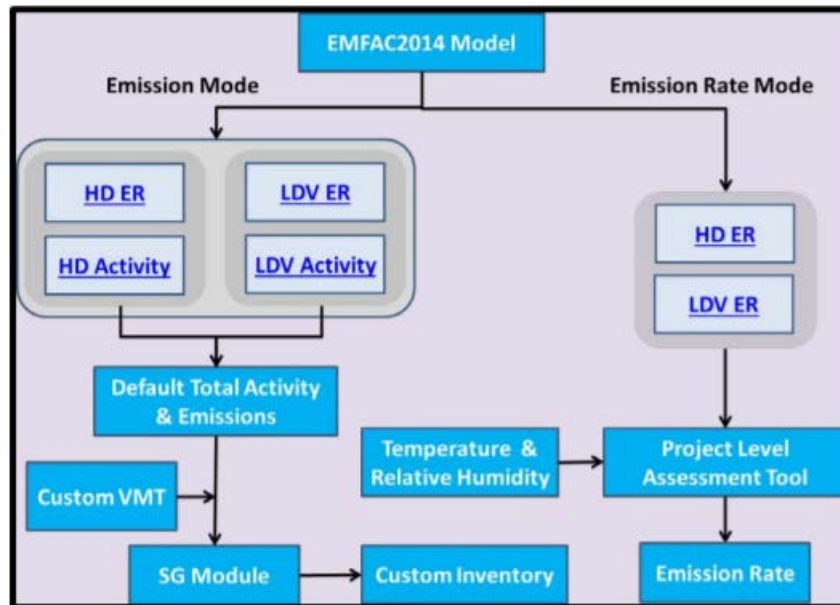 EMFAC2014 Model
Emission Mode
Emission Rate Mode
HD ER
LDV ER
HD Activity
LDV Activity
HD ER
LDV ER
Default Total Activity
& Emissions
Temperature &
Relative Humidity
Project Level
Assessment Tool
Custom VMT
SG Module
Custom Inventory
Emission Rate